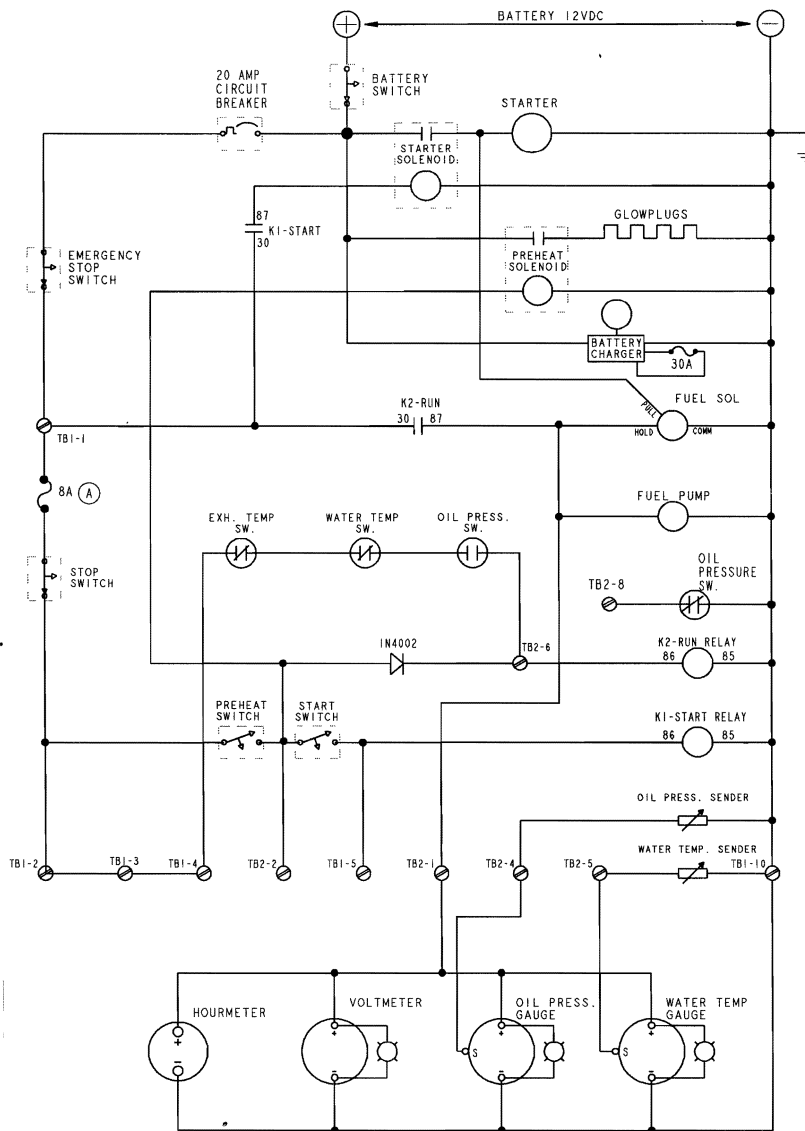 BATTERY 12VDC
+
−
20 AMP
CIRCUIT
BREAKER
BATTERY
SWITCH
STARTER
STARTER
SOLENOID
87
K1-START
30
GLOWPLUGS
EMERGENCY
STOP
SWITCH
PREHEAT
SOLENOID
BATTERY
CHARGER
30A
K2-RUN
30
87
PULL
FUEL SOL
HOLD
COMM
TB1-1
8A
A
FUEL PUMP
EXH. TEMP
SW.
WATER TEMP
SW.
OIL PRESS.
SW.
OIL
PRESSURE
SW.
STOP
SWITCH
TB2-8
1N4002
TB2-6
K2-RUN RELAY
86
85
PREHEAT
SWITCH
START
SWITCH
K1-START RELAY
86
85
OIL PRESS. SENDER
WATER TEMP. SENDER
TB1-2
TB1-3
TB1-4
TB2-2
TB1-5
TB2-1
TB2-4
TB2-5
TB1-10
HOURMETER
VOLTMETER
OIL PRESS.
GAUGE
WATER TEMP
GAUGE
+
−
+
−
+
S
−
+
S
−